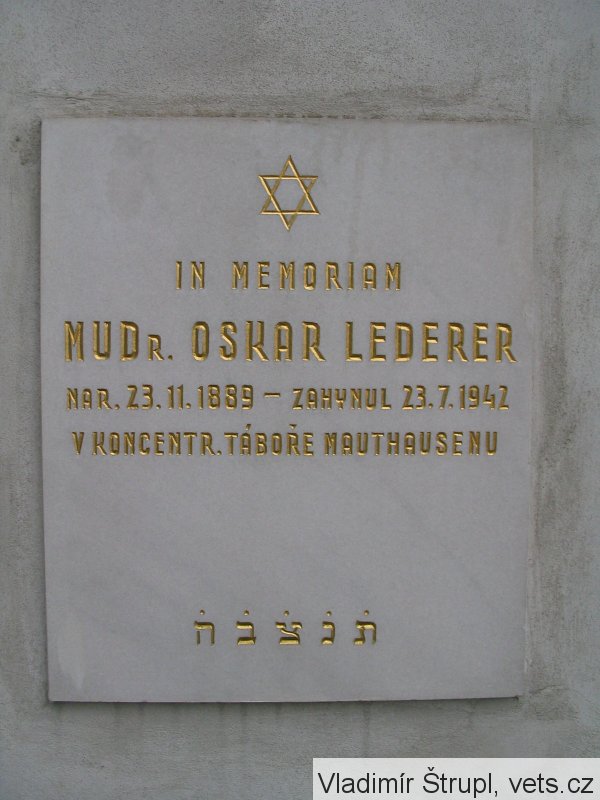 IN MEMORIAM
MUDR. OSKAR LEDERER
NAR. 23.11.1889 – ZAHYNUL 23.7.1942
V KONCENTR. TÁBOŘE MAUTHAUSENU
תׄנׄצׄבׄהׄ
Vladimír Štrupl, vets.cz